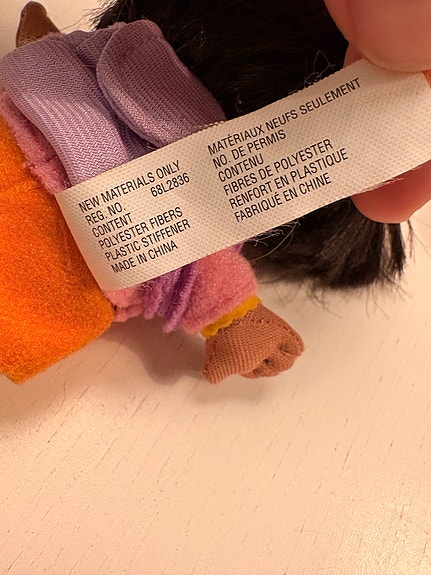 NEW MATERIALS ONLY
REG. NO. 68L2836
CONTENT
POLYESTER FIBERS
PLASTIC STIFFENER
MADE IN CHINA
MATÉRIAUX NEUFS SEULEMENT
NO. DE PERMIS
CONTENU
FIBRES DE POLYESTER
RENFORT EN PLASTIQUE
FABRIQUÉ EN CHINE